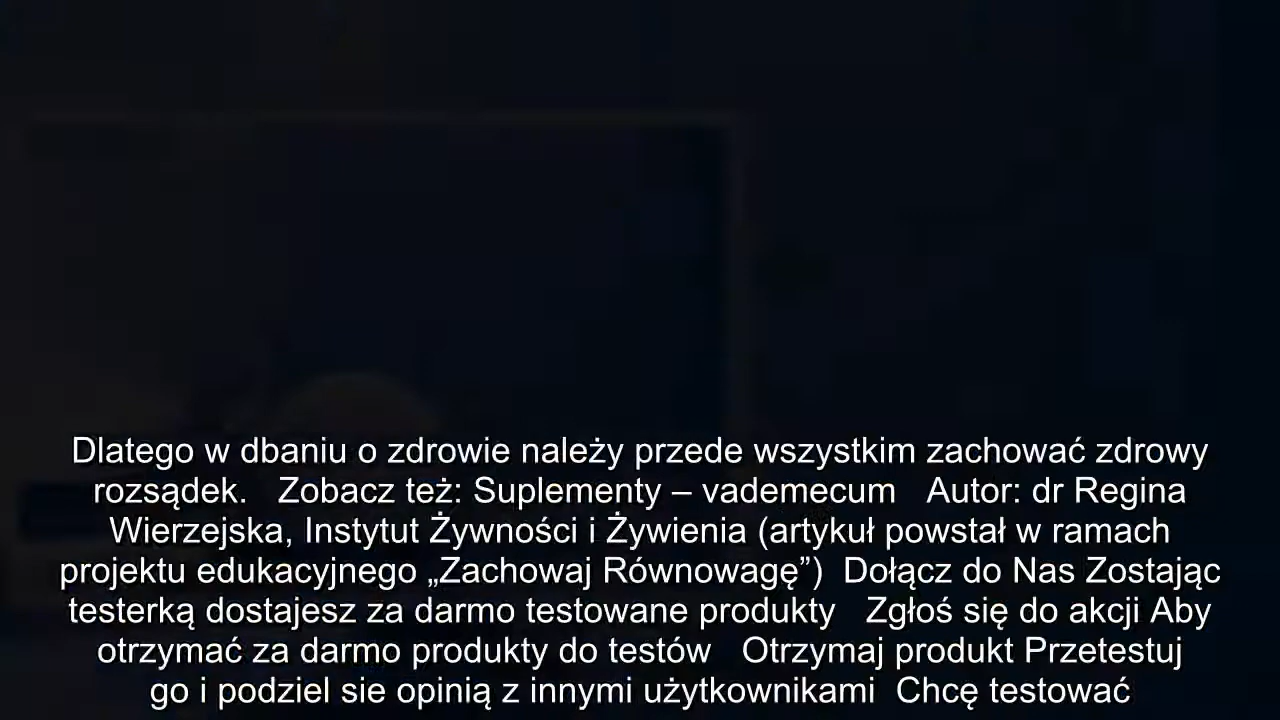 Dlatego w dbaniu o zdrowie należy przede wszystkim zachować zdrowy
rozsądek.   Zobacz też: Suplementy – vademecum   Autor: dr Regina
Wierzejska, Instytut Żywności i Żywienia (artykuł powstał w ramach
projektu edukacyjnego „Zachowaj Równowagę”)  Dołącz do Nas Zostając
testerką dostajesz za darmo testowane produkty   Zgłoś się do akcji Aby
otrzymać za darmo produkty do testów   Otrzymaj produkt Przetestuj
go i podziel sie opinią z innymi użytkownikami  Chcę testować